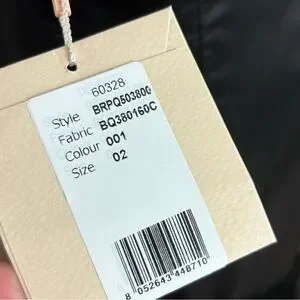 60328
Style BRPQ503800
Fabric BQ380160C
Colour 001
Size 02
8 052643 448710